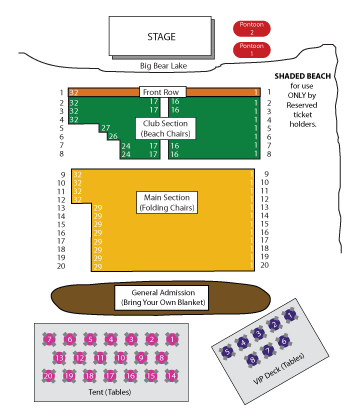 STAGE
Pontoon
2
Pontoon
1
Big Bear Lake
SHADED BEACH
for use
ONLY by
Reserved
ticket
holders.
1 32 Front Row 1 1
2 32 17 16 1 2
3 32 17 16 1 3
4 32 1 4
5 27 Club Section 1 5
6 26 (Beach Chairs) 1 6
7 24 17 16 1 7
8 24 17 16 1 8
9 32 1 9
10 32 1 10
11 32 Main Section 1 11
12 32 (Folding Chairs) 1 12
13 29 1 13
14 29 1 14
15 29 1 15
16 29 1 16
17 29 1 17
18 29 1 18
19 29 1 19
20 29 1 20
General Admission
(Bring Your Own Blanket)
7 6 5 4 3 2 1
13 12 11 10 9 8
20 19 18 17 16 15 14
Tent (Tables)
5 4 3 2 1
8 7 6
VIP Deck (Tables)